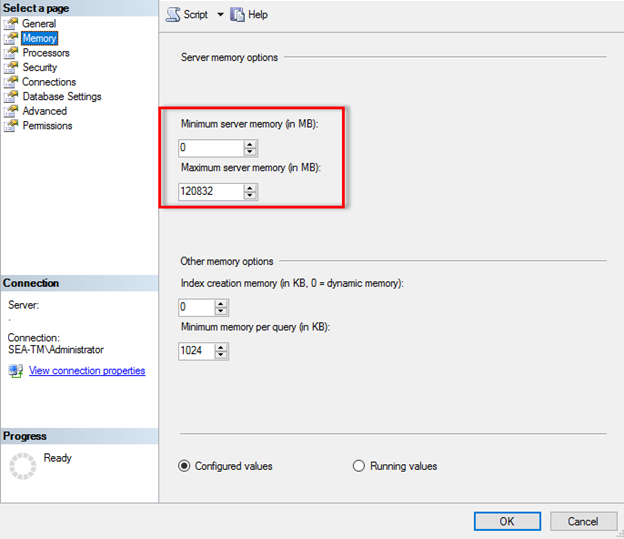 Select a page
General
Memory
Processors
Security
Connections
Database Settings
Advanced
Permissions
Connection
Server:
.
Connection:
SEA-TM\Administrator
View connection properties
Progress
Ready
Script Help
Server memory options
Minimum server memory (in MB):
0
Maximum server memory (in MB):
120832
Other memory options
Index creation memory (in KB, 0 = dynamic memory):
0
Minimum memory per query (in KB):
1024
Configured values Running values
OK Cancel